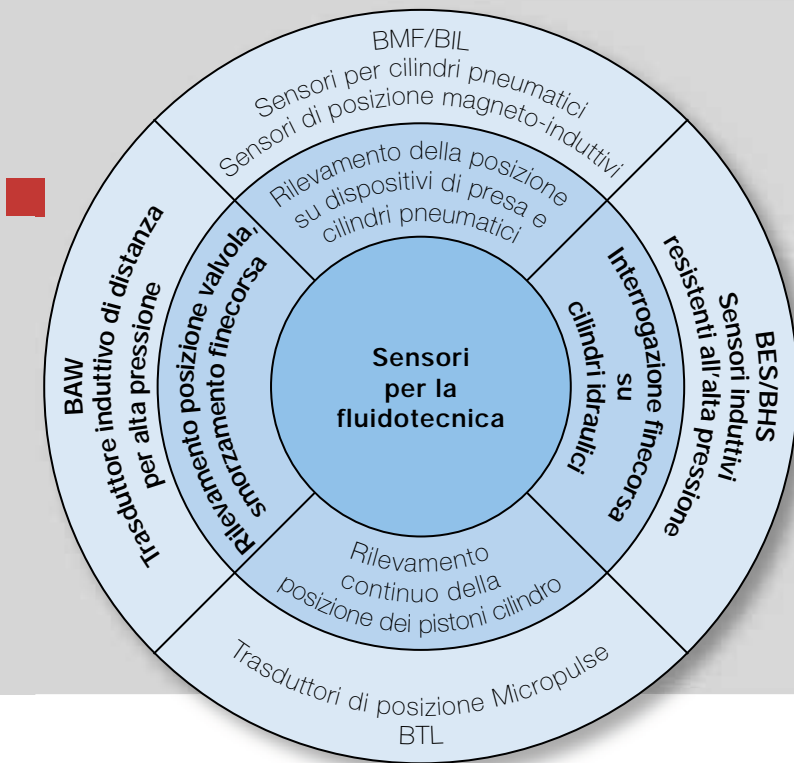 BMF/BIL
Sensori per cilindri pneumatici
Sensori di posizione magneto-induttivi
Rilevamento della posizione
su dispositivi di presa e
cilindri pneumatici
BES/BHS
Sensori induttivi
resistenti all'alta pressione
Interrogazione finecorsa
su
cilindri idraulici
Sensori
per la
fluidotecnica
BAW
Trasduttore induttivo di distanza
per alta pressione
Rilevamento posizione valvola,
smorzamento finecorsa
Rilevamento
continuo della
posizione dei pistoni cilindro
Trasduttori di posizione Micropulse
BTL